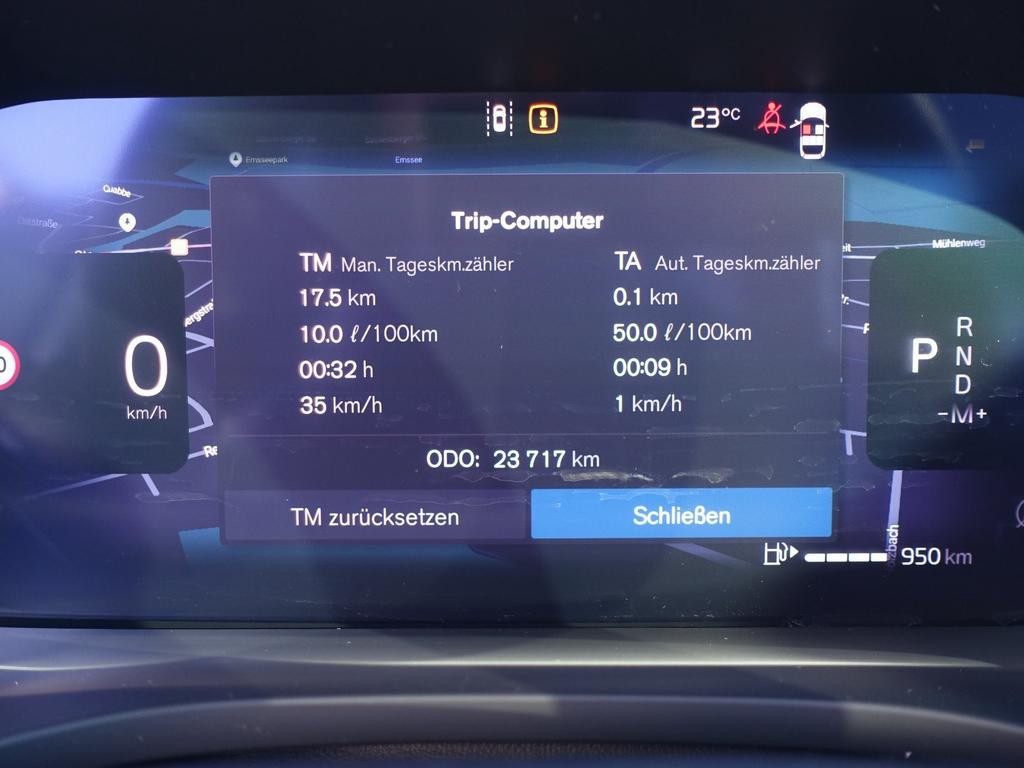 23°C
Emsseepark
Emssee
Quabbe
Mühlenweg
Trip-Computer
TM Man. Tageskm.zähler
17.5 km
10.0 ℓ/100km
00:32 h
35 km/h
TA Aut. Tageskm.zähler
0.1 km
50.0 ℓ/100km
00:09 h
1 km/h
ODO: 23 717 km
TM zurücksetzen
Schließen
0
km/h
P
R
N
D
-M+
950 km